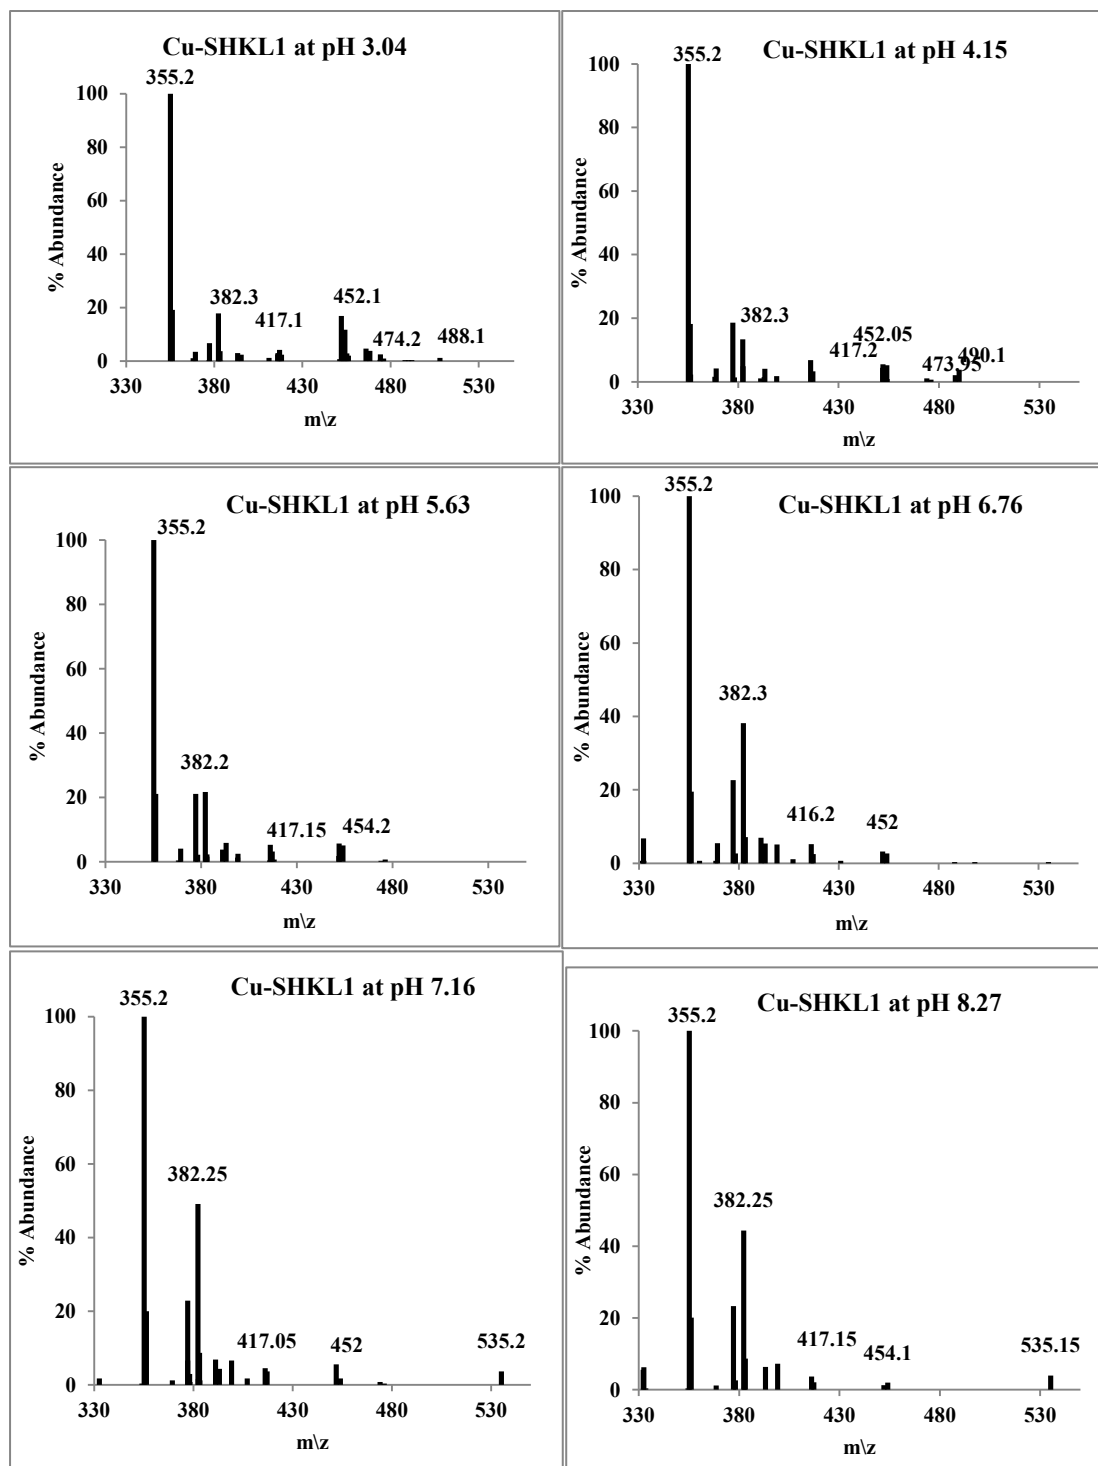 Cu-SHKL1 at pH 3.04
355.2
100
80
60
40
20
0
% Abundance
382.3
417.1
452.1
474.2
488.1
330 380 430 480 530
m\z
Cu-SHKL1 at pH 4.15
355.2
100
80
60
40
20
0
% Abundance
382.3
417.2
452.05
473.95
490.1
330 380 430 480 530
m\z
Cu-SHKL1 at pH 5.63
355.2
100
80
60
40
20
0
% Abundance
382.2
417.15
454.2
330 380 430 480 530
m\z
Cu-SHKL1 at pH 6.76
355.2
100
80
60
40
20
0
% Abundance
382.3
416.2
452
330 380 430 480 530
m\z
Cu-SHKL1 at pH 7.16
355.2
100
80
60
40
20
0
% Abundance
382.25
417.05
452
535.2
330 380 430 480 530
m\z
Cu-SHKL1 at pH 8.27
355.2
100
80
60
40
20
0
% Abundance
382.25
417.15
454.1
535.15
330 380 430 480 530
m\z